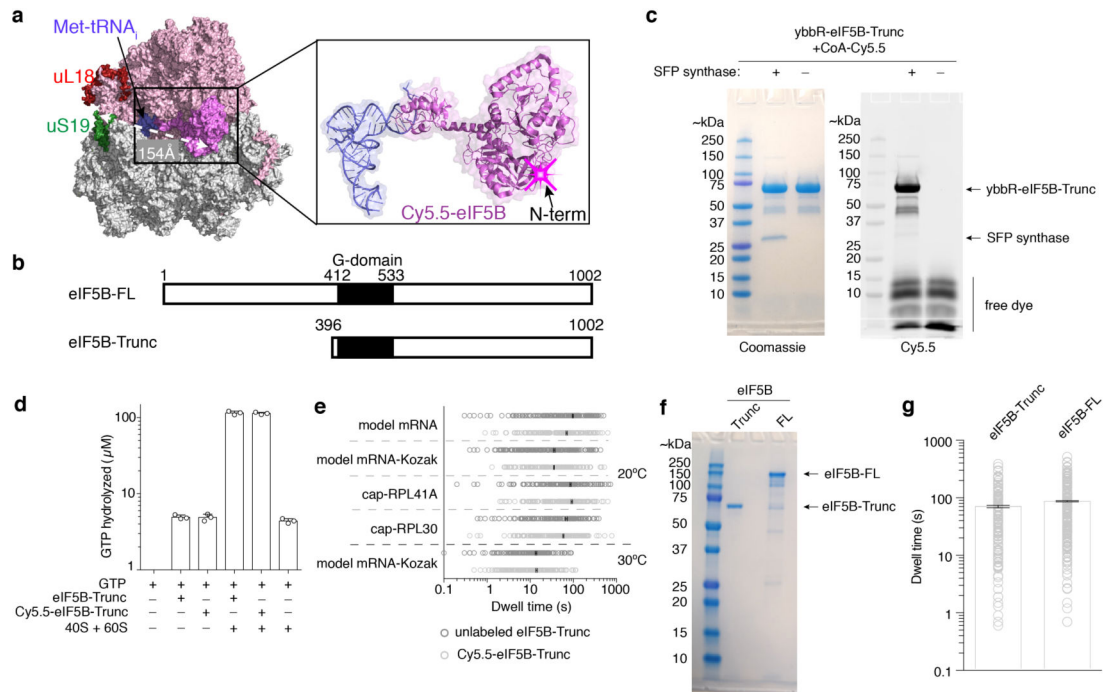 a
Met-tRNAi
uL18
uS19
154Å
Cy5.5-eIF5B
N-term
b
G-domain
1 412 533 1002
eIF5B-FL
396 1002
eIF5B-Trunc
c
ybbR-eIF5B-Trunc
+CoA-Cy5.5
SFP synthase: + – + –
~kDa ~kDa
250 250
150 150
100 100
75 75
50 50
37 37
25 25
20 20
15 15
10 10
ybbR-eIF5B-Trunc
SFP synthase
free dye
Coomassie Cy5.5
d
GTP hydrolyzed (µM)
100
10
1
GTP + + + + + +
eIF5B-Trunc – + – + – –
Cy5.5-eIF5B-Trunc – – + – + –
40S + 60S – – – + + +
e
model mRNA
model mRNA-Kozak
20ºC
cap-RPL41A
cap-RPL30
model mRNA-Kozak
30ºC
0.1 1 10 100 1000
Dwell time (s)
unlabeled eIF5B-Trunc
Cy5.5-eIF5B-Trunc
f
eIF5B
Trunc FL
~kDa
250
150
100
75
50
37
25
20
15
10
eIF5B-FL
eIF5B-Trunc
g
eIF5B-Trunc
eIF5B-FL
Dwell time (s)
1000
100
10
1
0.1